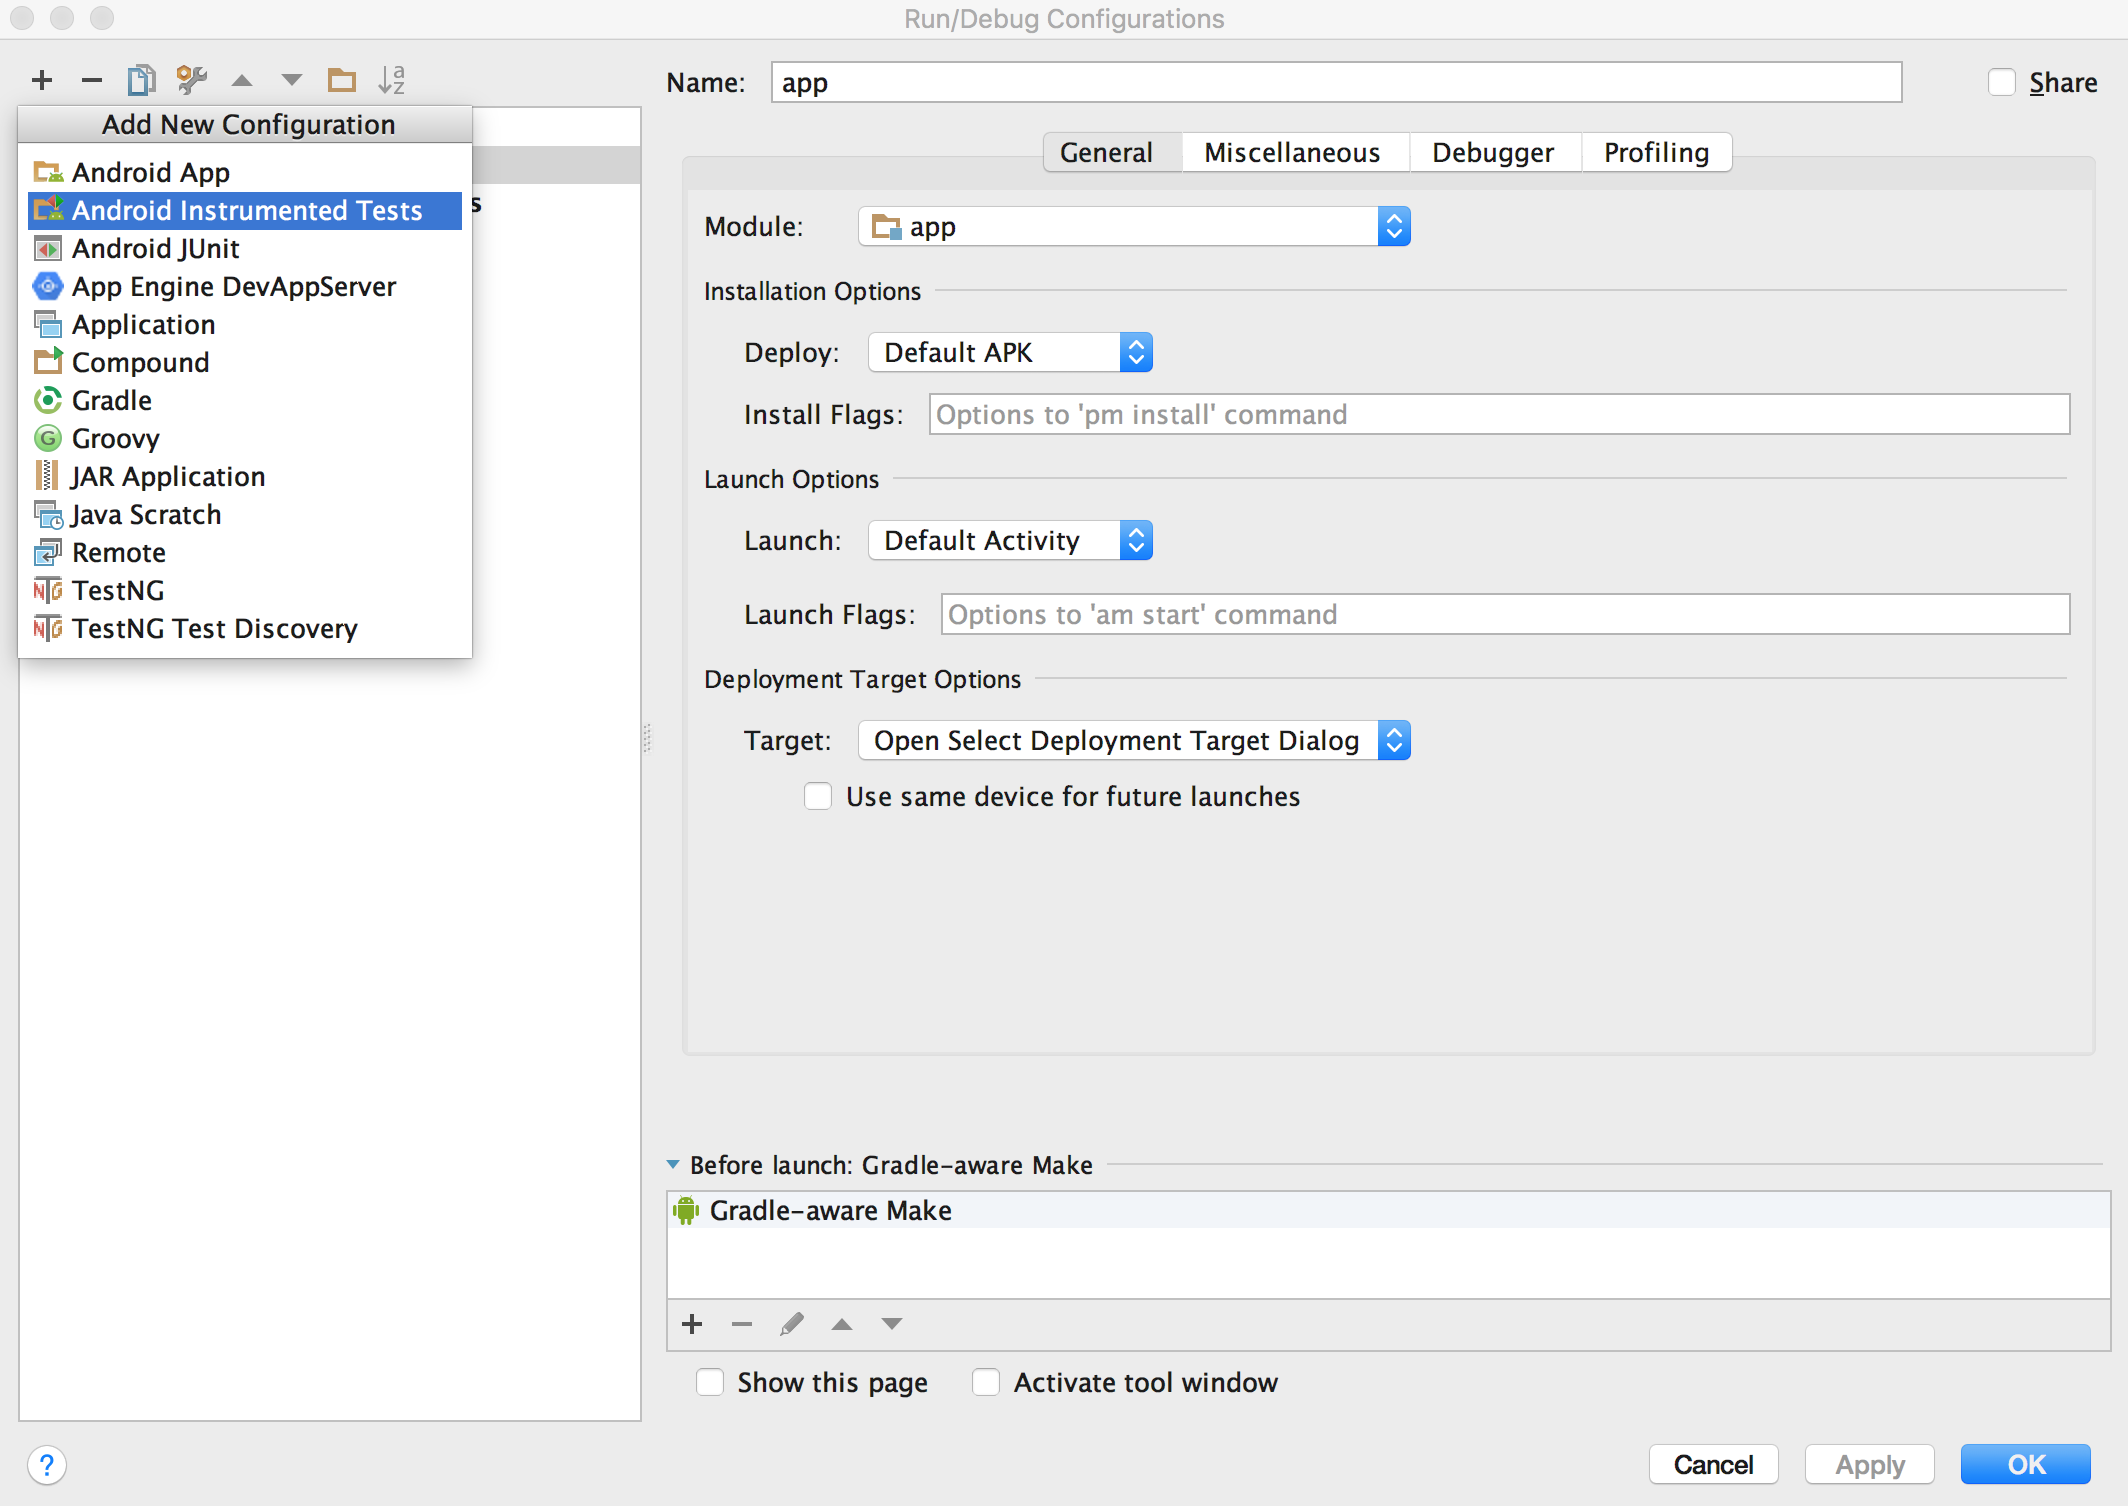 Run/Debug Configurations
Name: app
Share
Add New Configuration
Android App
Android Instrumented Tests
Android JUnit
App Engine DevAppServer
Application
Compound
Gradle
Groovy
JAR Application
Java Scratch
Remote
TestNG
TestNG Test Discovery
s
General Miscellaneous Debugger Profiling
Module: app
Installation Options
Deploy: Default APK
Install Flags: Options to 'pm install' command
Launch Options
Launch: Default Activity
Launch Flags: Options to 'am start' command
Deployment Target Options
Target: Open Select Deployment Target Dialog
Use same device for future launches
Before launch: Gradle-aware Make
Gradle-aware Make
Show this page Activate tool window
? Cancel Apply OK